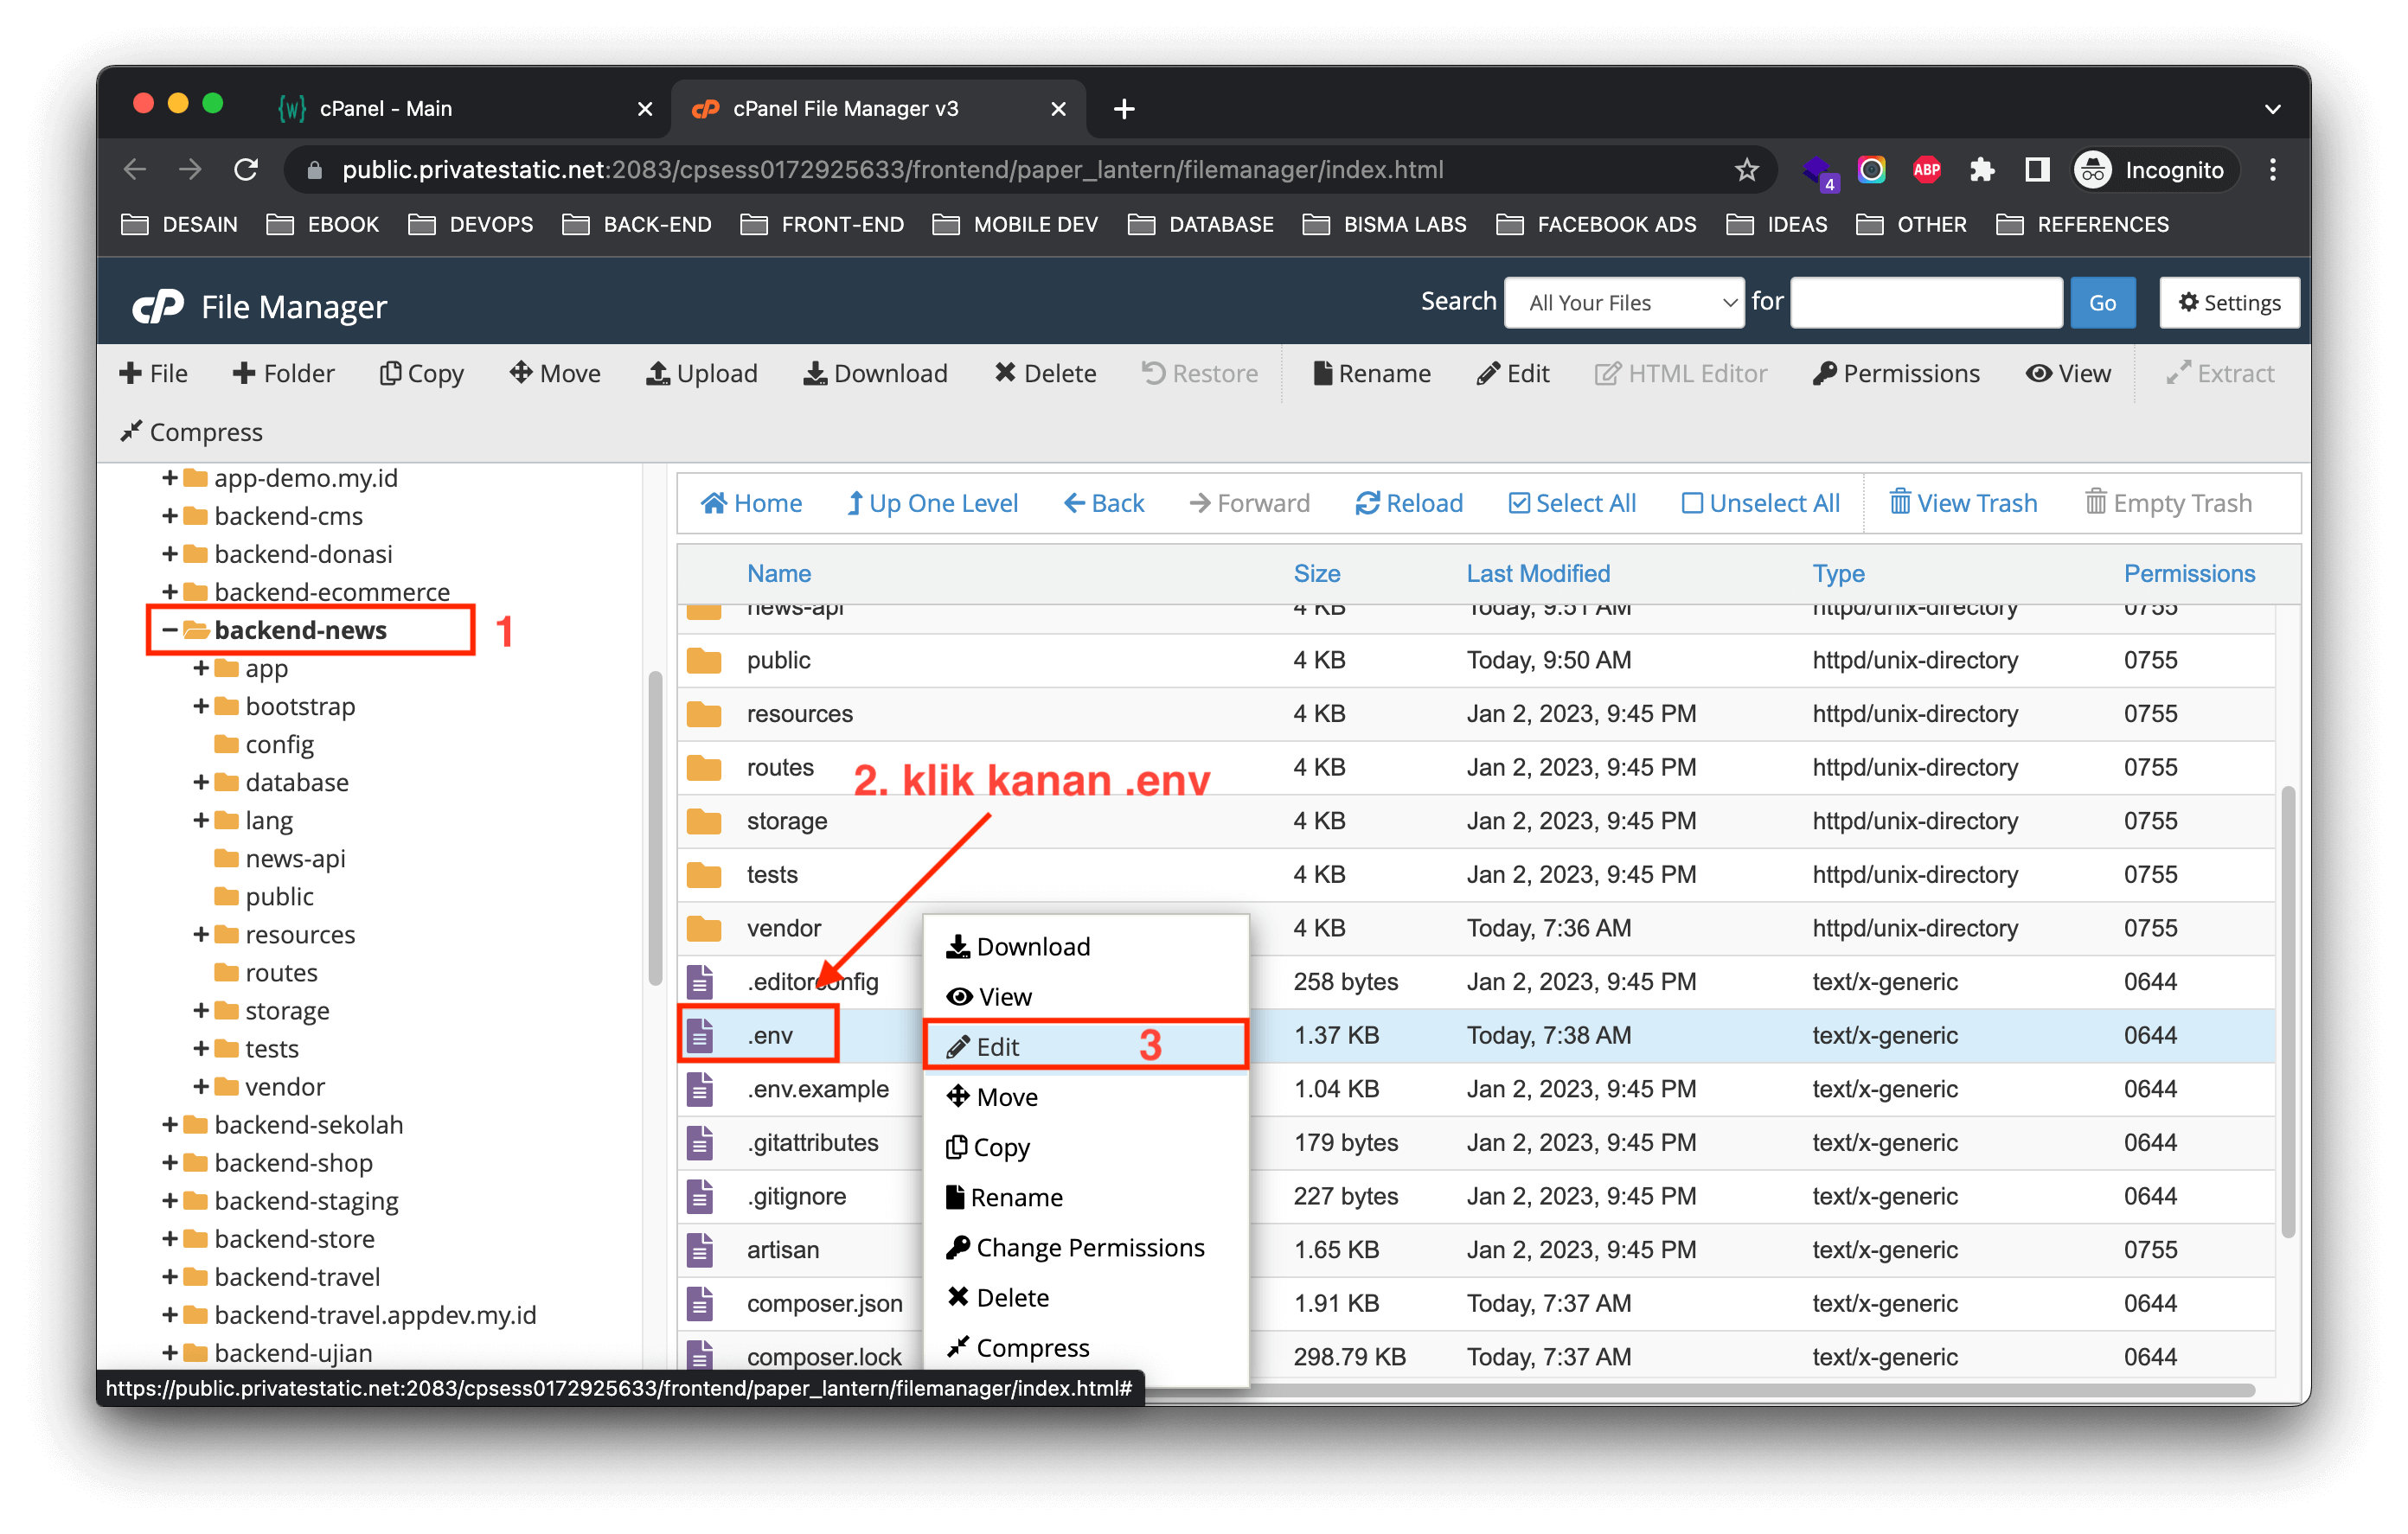 cPanel - Main
cPanel File Manager v3
public.privatestatic.net:2083/cpsess0172925633/frontend/paper_lantern/filemanager/index.html
4
ABP
Incognito
DESAIN EBOOK DEVOPS BACK-END FRONT-END MOBILE DEV DATABASE BISMA LABS FACEBOOK ADS IDEAS OTHER REFERENCES
cP File Manager
Search All Your Files for Go Settings
File Folder Copy Move Upload Download Delete Restore Rename Edit HTML Editor Permissions View Extract
Compress
app-demo.my.id
backend-cms
backend-donasi
backend-ecommerce
backend-news 1
app
bootstrap
config
database
lang
news-api
public
resources
routes
storage
tests
vendor
backend-sekolah
backend-shop
backend-staging
backend-store
backend-travel
backend-travel.appdev.my.id
backend-ujian
Home Up One Level Back Forward Reload Select All Unselect All View Trash Empty Trash
Name Size Last Modified Type Permissions
news-api 4 KB Today, 9:51 AM httpd/unix-directory 0755
public 4 KB Today, 9:50 AM httpd/unix-directory 0755
resources 4 KB Jan 2, 2023, 9:45 PM httpd/unix-directory 0755
routes 4 KB Jan 2, 2023, 9:45 PM httpd/unix-directory 0755
2. klik kanan .env
storage 4 KB Jan 2, 2023, 9:45 PM httpd/unix-directory 0755
tests 4 KB Jan 2, 2023, 9:45 PM httpd/unix-directory 0755
vendor 4 KB Today, 7:36 AM httpd/unix-directory 0755
.editorconfig 258 bytes Jan 2, 2023, 9:45 PM text/x-generic 0644
.env 1.37 KB Today, 7:38 AM text/x-generic 0644
.env.example 1.04 KB Jan 2, 2023, 9:45 PM text/x-generic 0644
.gitattributes 179 bytes Jan 2, 2023, 9:45 PM text/x-generic 0644
.gitignore 227 bytes Jan 2, 2023, 9:45 PM text/x-generic 0644
artisan 1.65 KB Jan 2, 2023, 9:45 PM text/x-generic 0755
composer.json 1.91 KB Today, 7:37 AM text/x-generic 0644
composer.lock 298.79 KB Today, 7:37 AM text/x-generic 0644
Download
View
Edit 3
Move
Copy
Rename
Change Permissions
Delete
Compress
https://public.privatestatic.net:2083/cpsess0172925633/frontend/paper_lantern/filemanager/index.html#